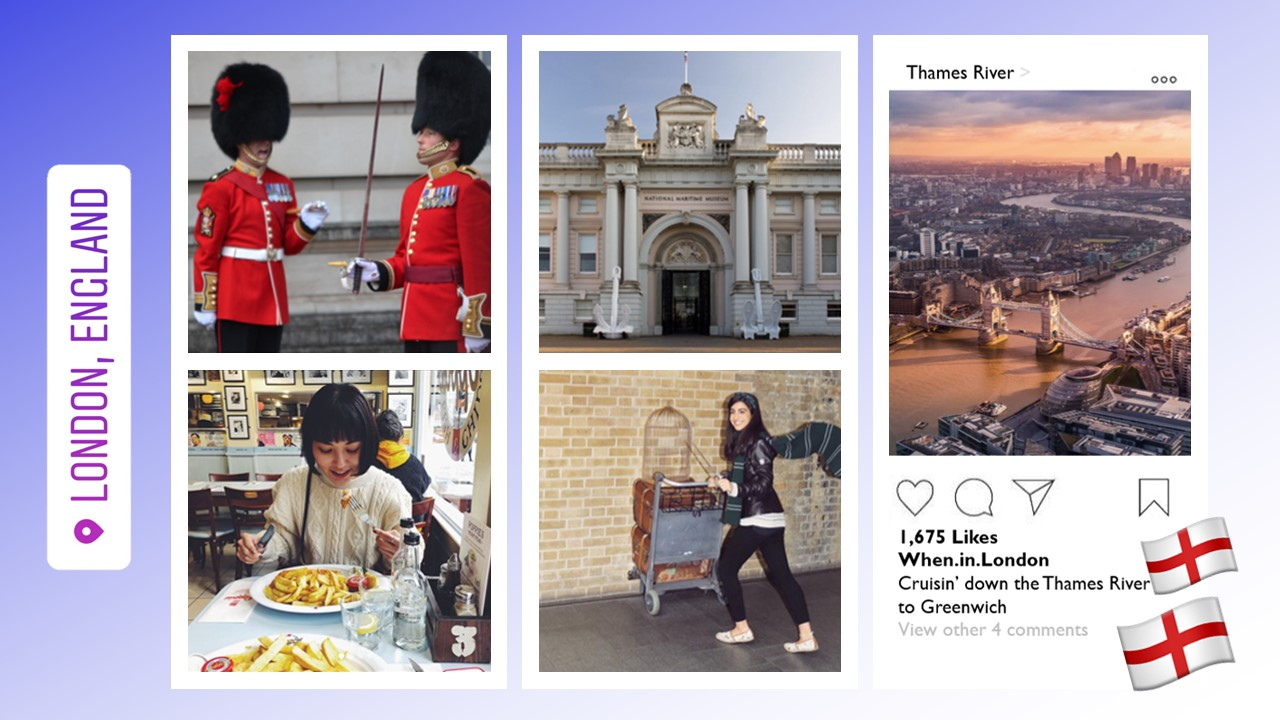 LONDON, ENGLAND
NATIONAL MARITIME MUSEUM
3
Thames River >
1,675 Likes
When.in.London
Cruisin' down the Thames River
to Greenwich
View other 4 comments